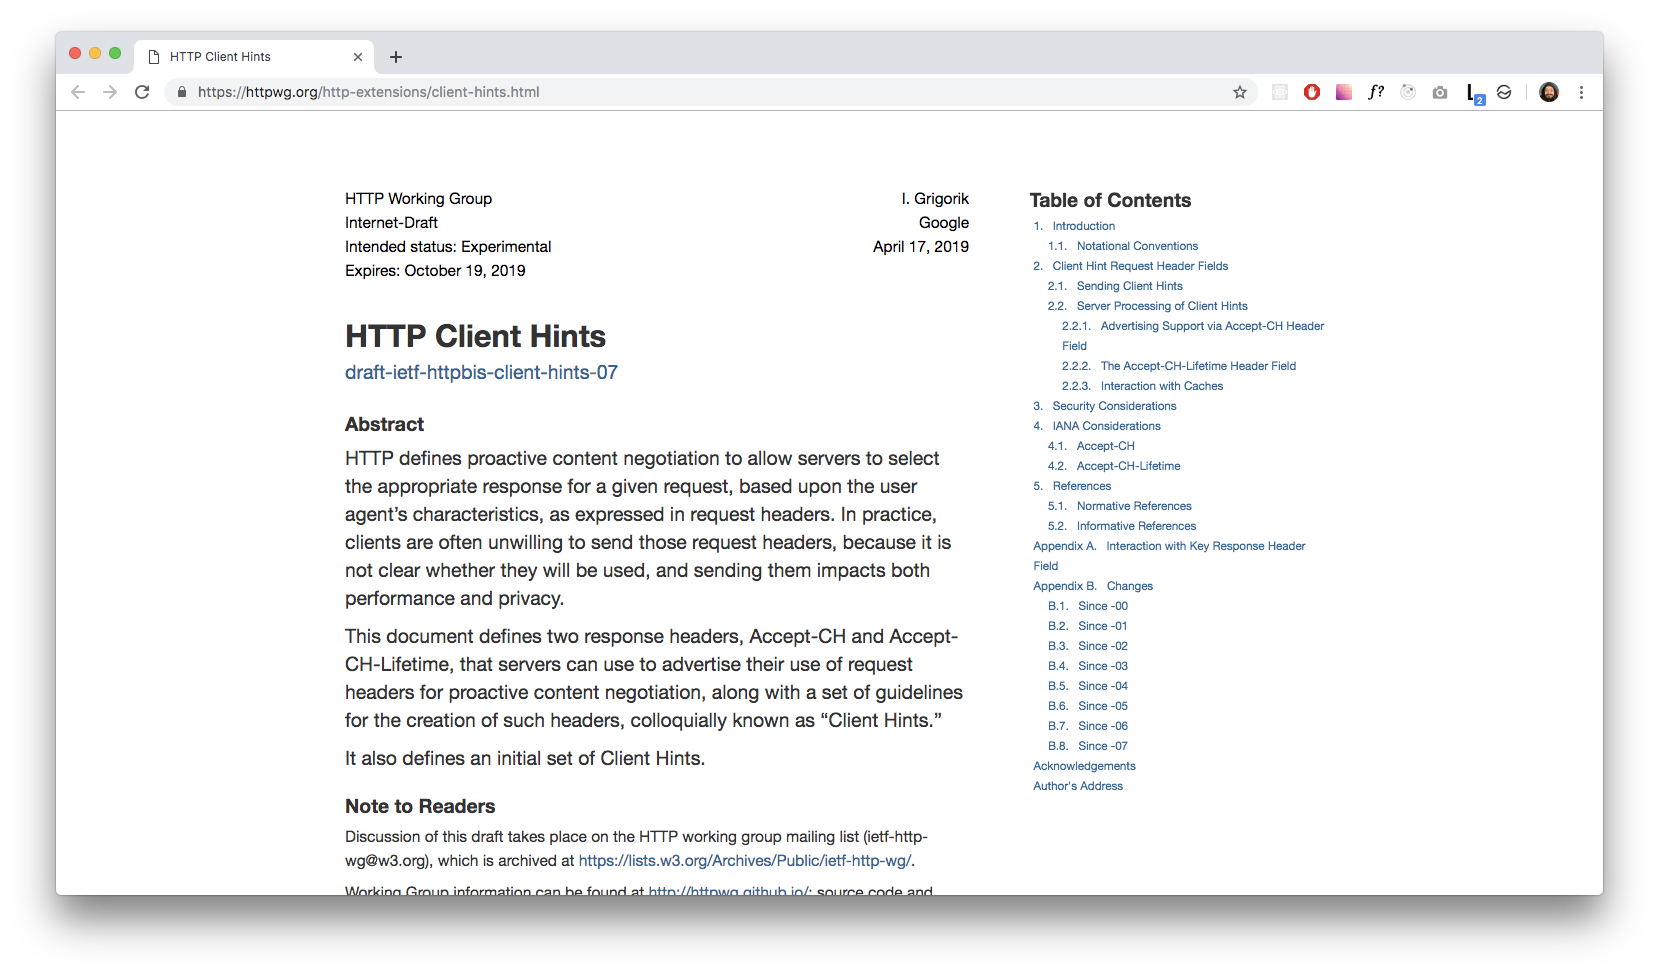 HTTP Client Hints
https://httpwg.org/http-extensions/client-hints.html
f?
2
HTTP Working Group
I. Grigorik
Internet-Draft
Google
Intended status: Experimental
April 17, 2019
Expires: October 19, 2019
HTTP Client Hints
draft-ietf-httpbis-client-hints-07
Abstract
HTTP defines proactive content negotiation to allow servers to select
the appropriate response for a given request, based upon the user
agent’s characteristics, as expressed in request headers. In practice,
clients are often unwilling to send those request headers, because it is
not clear whether they will be used, and sending them impacts both
performance and privacy.
This document defines two response headers, Accept-CH and Accept-
CH-Lifetime, that servers can use to advertise their use of request
headers for proactive content negotiation, along with a set of guidelines
for the creation of such headers, colloquially known as “Client Hints.”
It also defines an initial set of Client Hints.
Note to Readers
Discussion of this draft takes place on the HTTP working group mailing list (ietf-http-
wg@w3.org), which is archived at https://lists.w3.org/Archives/Public/ietf-http-wg/.
Working Group information can be found at http://httpwg.github.io/; source code and
Table of Contents
1. Introduction
1.1. Notational Conventions
2. Client Hint Request Header Fields
2.1. Sending Client Hints
2.2. Server Processing of Client Hints
2.2.1. Advertising Support via Accept-CH Header
Field
2.2.2. The Accept-CH-Lifetime Header Field
2.2.3. Interaction with Caches
3. Security Considerations
4. IANA Considerations
4.1. Accept-CH
4.2. Accept-CH-Lifetime
5. References
5.1. Normative References
5.2. Informative References
Appendix A. Interaction with Key Response Header
Field
Appendix B. Changes
B.1. Since -00
B.2. Since -01
B.3. Since -02
B.4. Since -03
B.5. Since -04
B.6. Since -05
B.7. Since -06
B.8. Since -07
Acknowledgements
Author's Address